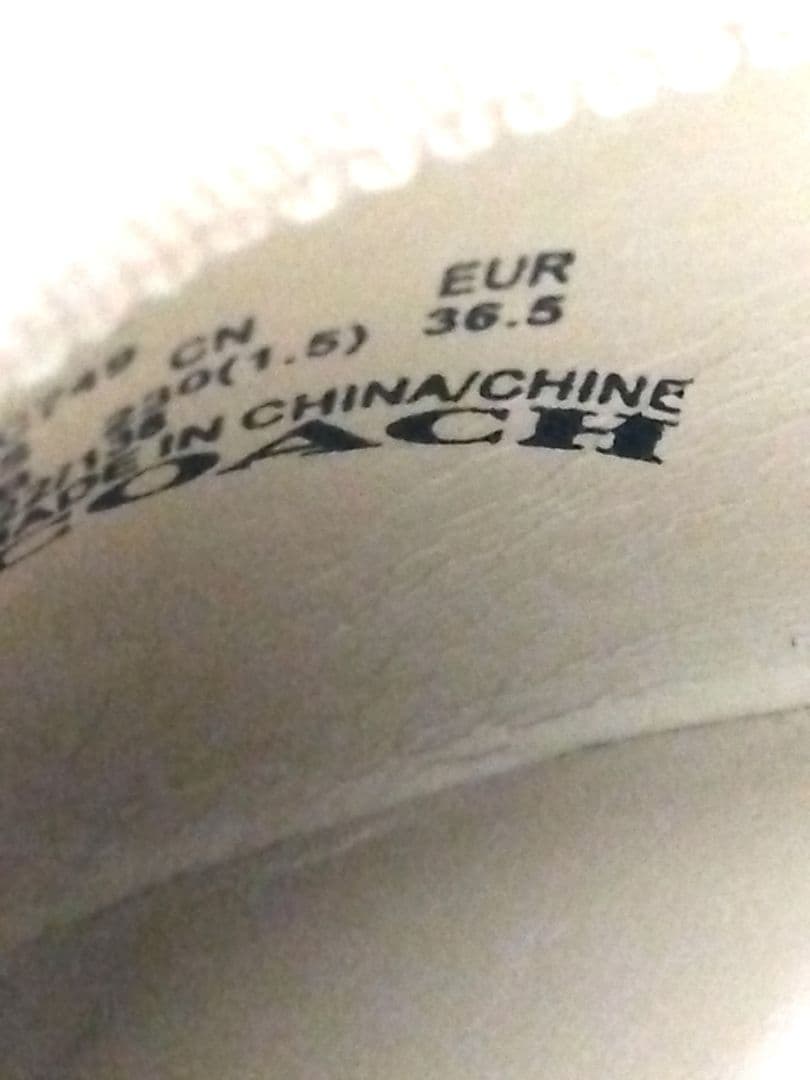 CN EUR
230(1.5) 36.5
MADE IN CHINA/CHINE
COACH